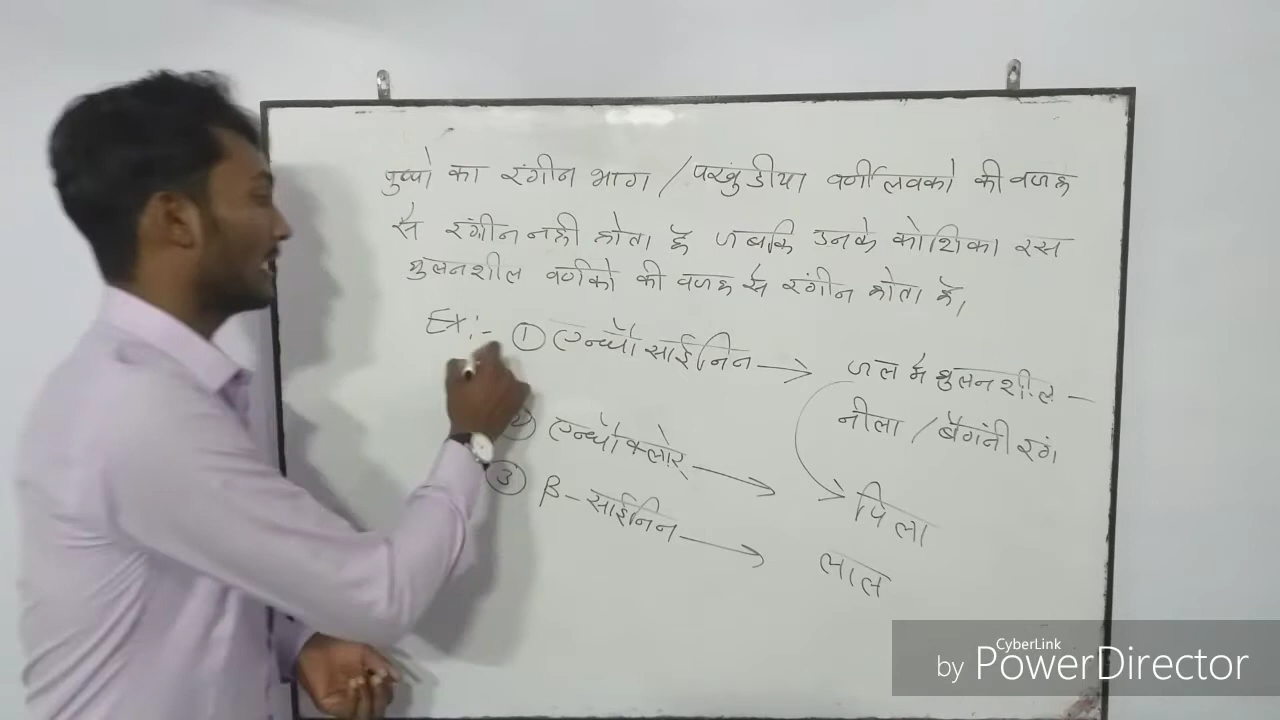 पुष्पो का रंगीन भाग / पखुंडीया वर्णीलवको की वजह
से रंगीन नही होता है जबकि उनके कोशिका रस
घुलनशील वर्णको की वजह से रंगीन होता है,
Ex:- ① एन्थौ साईनिन → जल मे घुलनशील -
नीला / बैगंनी रंग
② एन्थौ क्लोर् → पिला
③ β - साईनिन → लाल
CyberLink
by PowerDirector